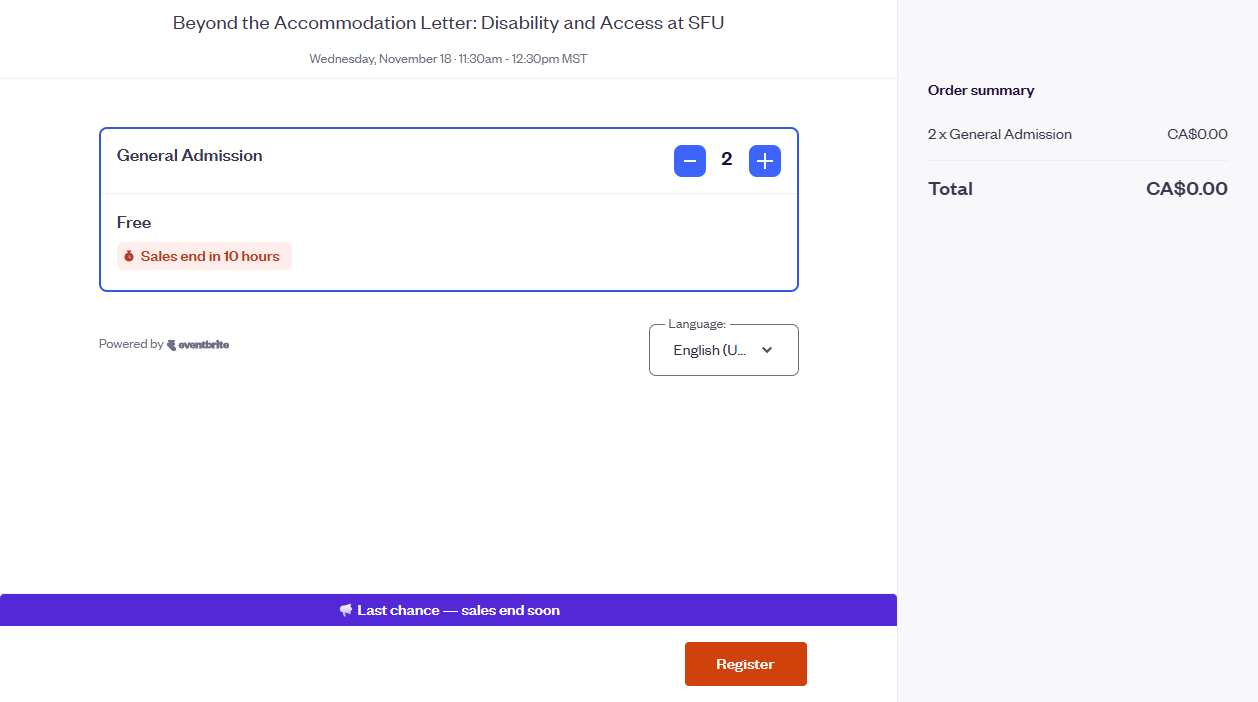 Beyond the Accommodation Letter: Disability and Access at SFU
Wednesday, November 18 · 11:30am - 12:30pm MST
General Admission
2
Free
Sales end in 10 hours
Powered by eventbrite
Language:
English (U...
Last chance — sales end soon
Register
Order summary
2 x General Admission CA$0.00
Total CA$0.00